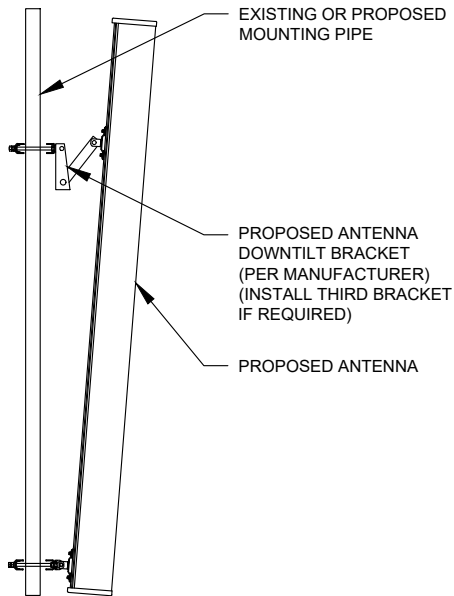 EXISTING OR PROPOSED
MOUNTING PIPE
PROPOSED ANTENNA
DOWNTILT BRACKET
(PER MANUFACTURER)
(INSTALL THIRD BRACKET
IF REQUIRED)
PROPOSED ANTENNA